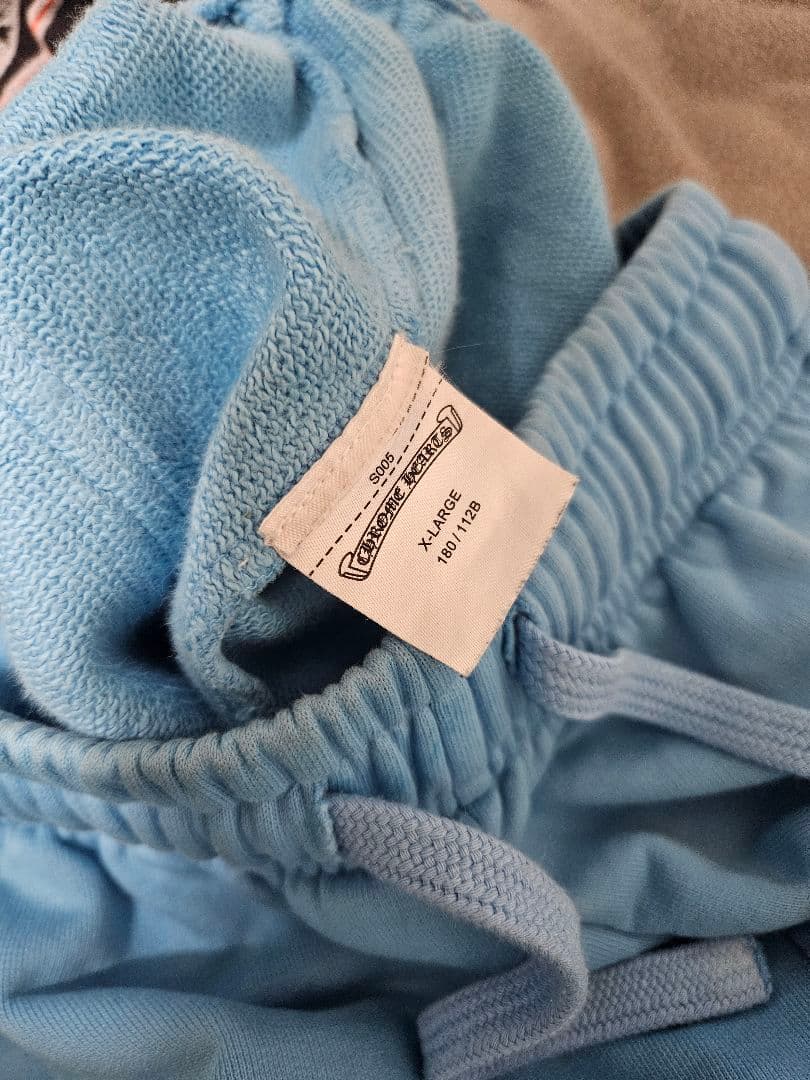 S005
CHROME HEARTS
X-LARGE
180/112B